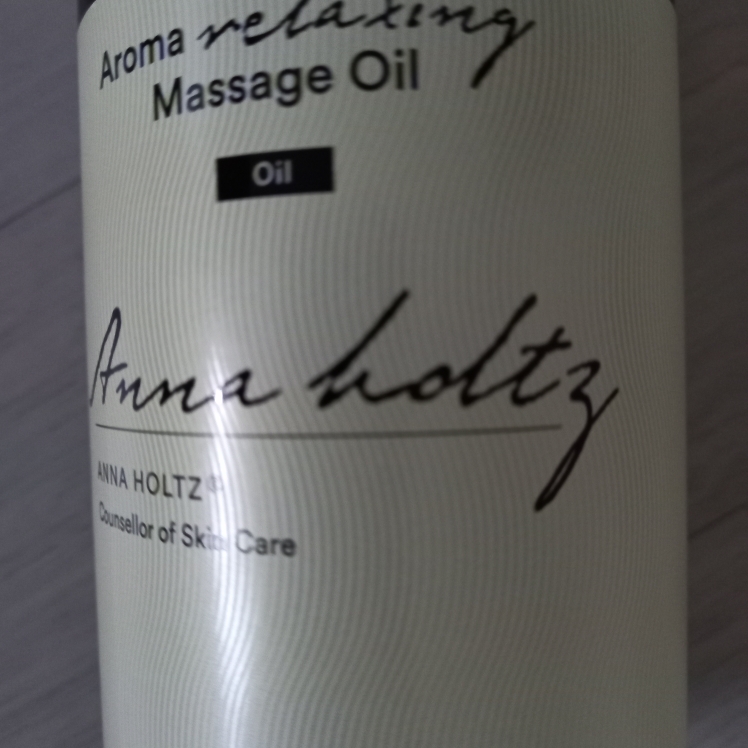 Aroma relaxing
Massage Oil
Oil
Anna holtz
ANNA HOLTZ®
Counsellor of Skin Care